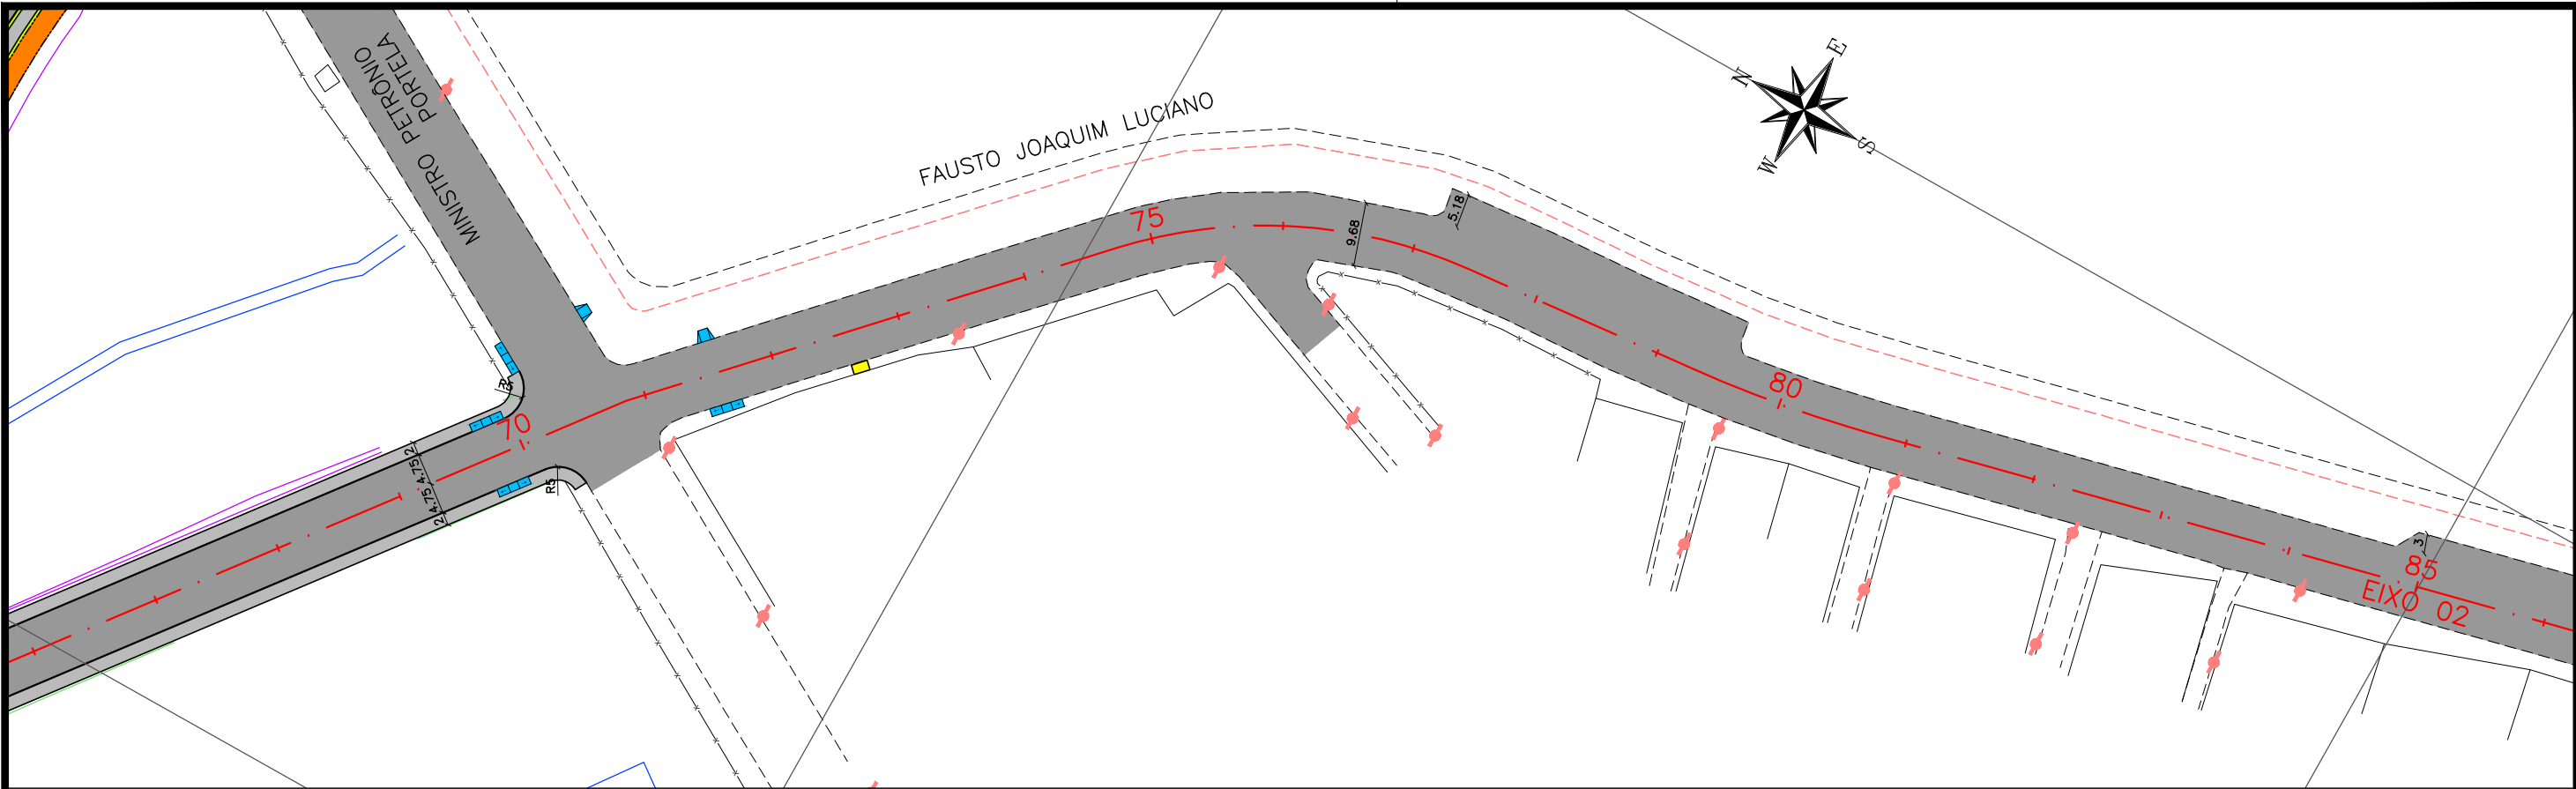 MINISTRO PETRÔNIO
PORTELA
FAUSTO JOAQUIM LUCIANO
N
E
W
S
75
9.68
5.18
80
70
R5
R5
2
4.75
4.75
2
3
85
EIXO 02